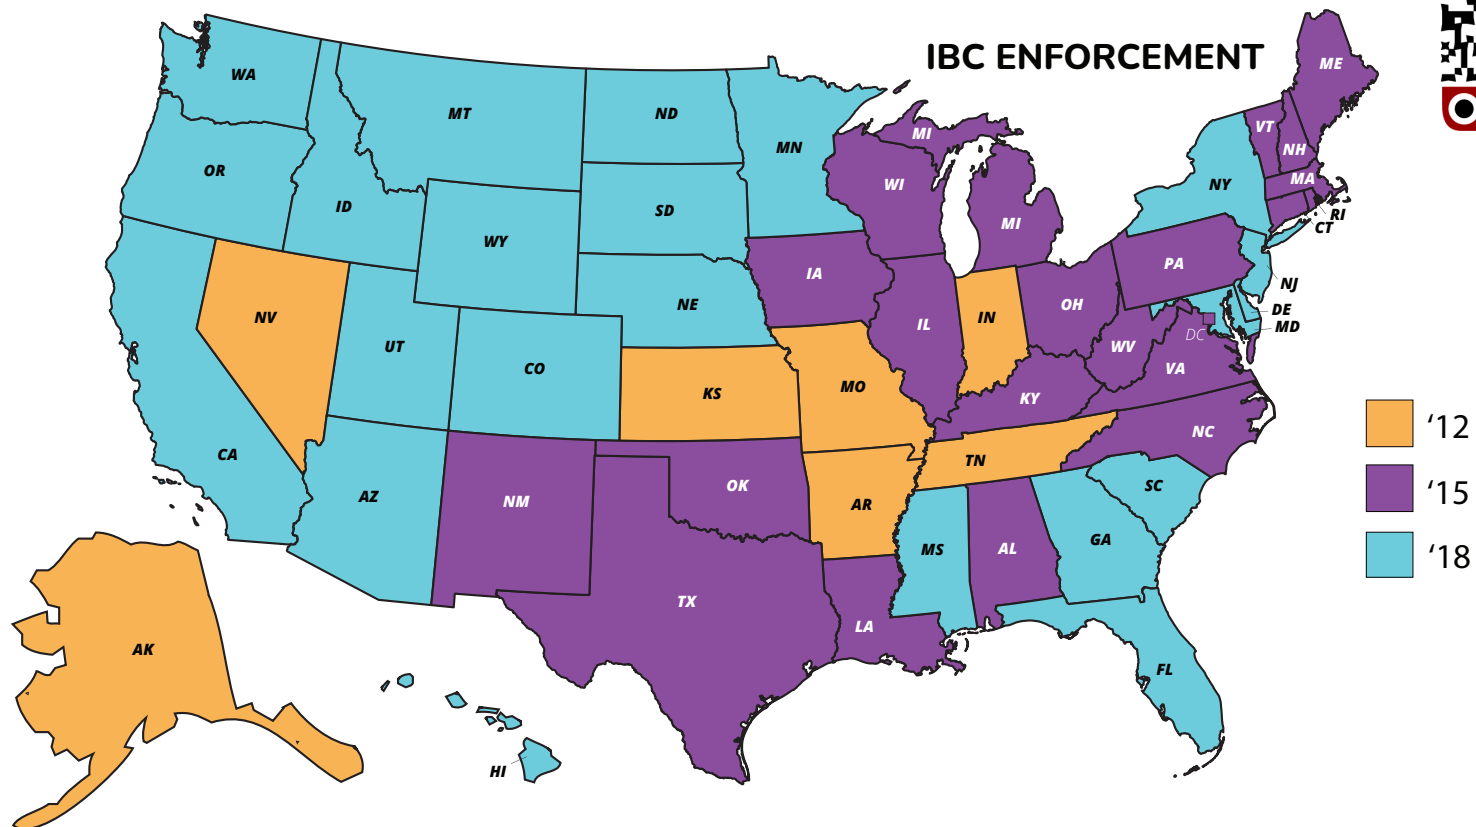 IBC ENFORCEMENT
WA
MT
ND
MN
MI
ME
VT
NH
OR
ID
WY
SD
WI
MI
NY
MA
RI
CT
NV
UT
CO
NE
IA
IL
IN
OH
PA
NJ
DE
MD
DC
WV
VA
KY
KS
MO
CA
AZ
NM
OK
AR
TN
NC
SC
MS
AL
GA
TX
LA
FL
AK
HI
‘12
‘15
‘18